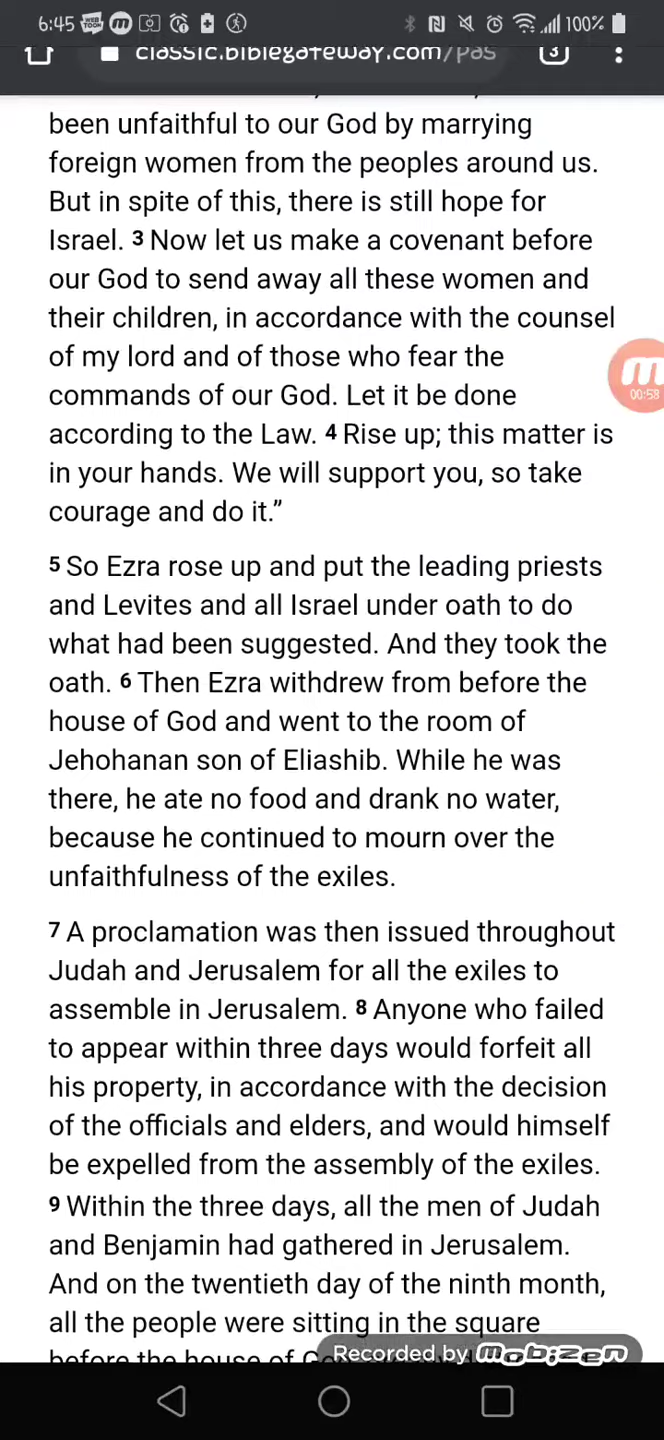 6:45 100%
classic.biblegateway.com/pas 3
been unfaithful to our God by marrying
foreign women from the peoples around us.
But in spite of this, there is still hope for
Israel. 3 Now let us make a covenant before
our God to send away all these women and
their children, in accordance with the counsel
of my lord and of those who fear the
commands of our God. Let it be done
according to the Law. 4 Rise up; this matter is
in your hands. We will support you, so take
courage and do it.”
5 So Ezra rose up and put the leading priests
and Levites and all Israel under oath to do
what had been suggested. And they took the
oath. 6 Then Ezra withdrew from before the
house of God and went to the room of
Jehohanan son of Eliashib. While he was
there, he ate no food and drank no water,
because he continued to mourn over the
unfaithfulness of the exiles.
7 A proclamation was then issued throughout
Judah and Jerusalem for all the exiles to
assemble in Jerusalem. 8 Anyone who failed
to appear within three days would forfeit all
his property, in accordance with the decision
of the officials and elders, and would himself
be expelled from the assembly of the exiles.
9 Within the three days, all the men of Judah
and Benjamin had gathered in Jerusalem.
And on the twentieth day of the ninth month,
all the people were sitting in the square
before the house of
Recorded by mobizen
m
00:58